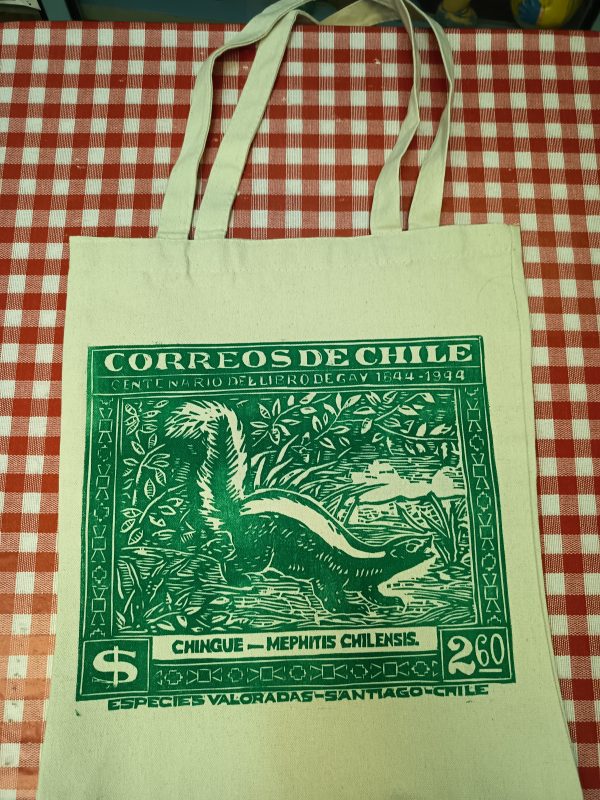 CORREOS DE CHILE
CENTENARIO DEL LIBRO DE GAY 1844-1944
CHINGUE — MEPHITIS CHILENSIS.
$ 2 60
ESPECIES VALORADAS-SANTIAGO-CHILE